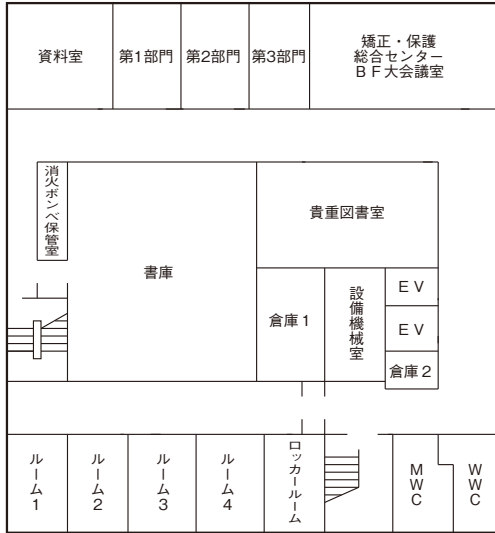 資料室
第1部門
第2部門
第3部門
矯正・保護
総合センター
ＢＦ大会議室
消火ボンベ保管室
書庫
貴重図書室
倉庫1
設備機械室
ＥＶ
ＥＶ
倉庫2
ルーム1
ルーム2
ルーム3
ルーム4
ロッカールーム
ＭＷＣ
ＷＷＣ